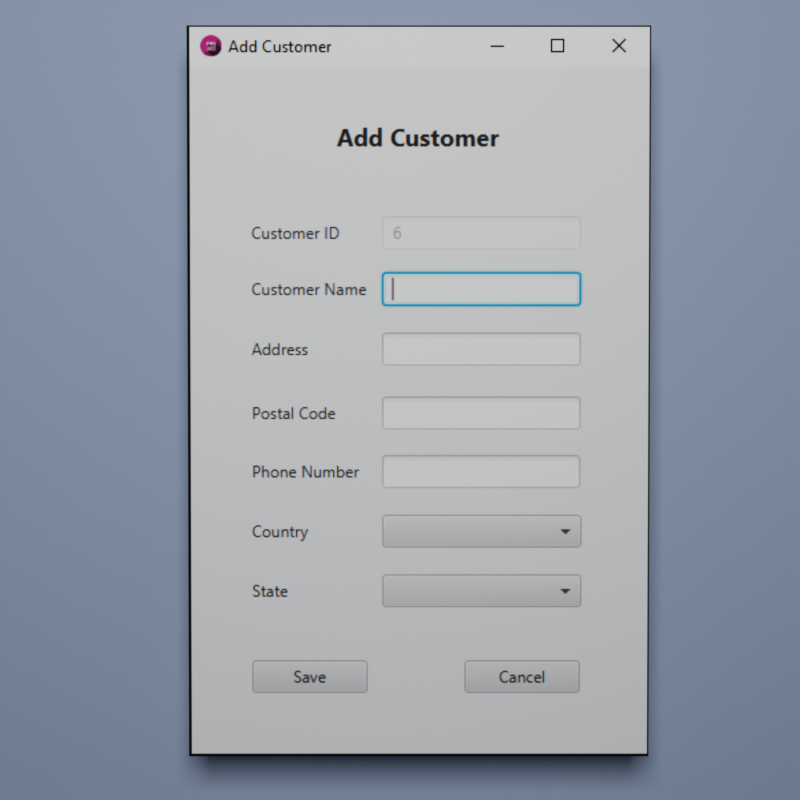 Add Customer
Add Customer
Customer ID 6
Customer Name
Address
Postal Code
Phone Number
Country
State
Save Cancel